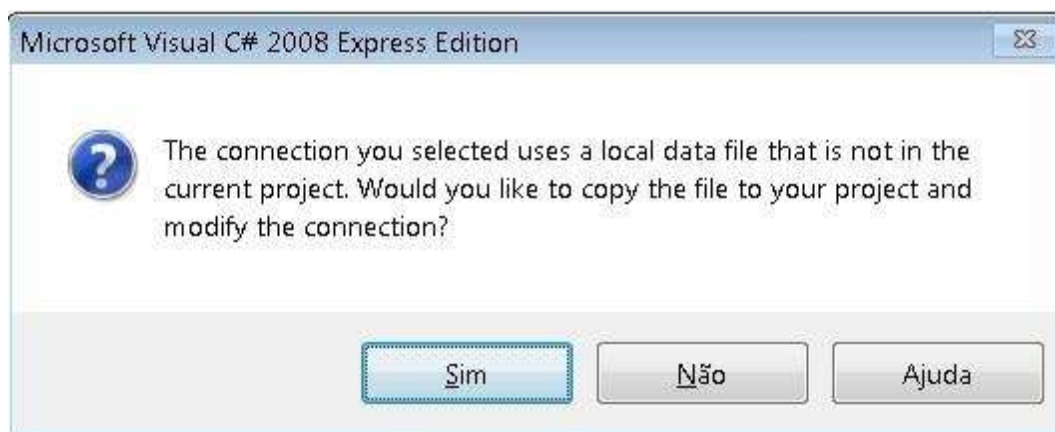 Microsoft Visual C# 2008 Express Edition
The connection you selected uses a local data file that is not in the
current project. Would you like to copy the file to your project and
modify the connection?
Sim
Não
Ajuda